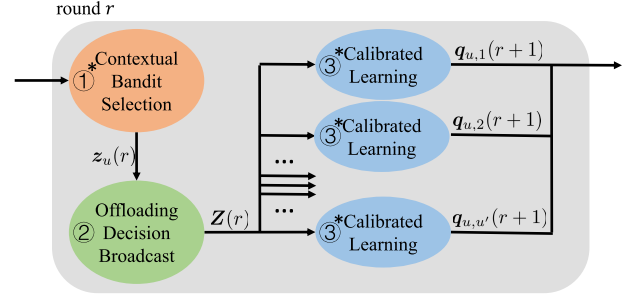 round r
①*Contextual
Bandit
Selection
z_u(r)
② Offloading
Decision
Broadcast
Z(r)
③*Calibrated
Learning
q_{u,1}(r+1)
③*Calibrated
Learning
q_{u,2}(r+1)
...
...
③*Calibrated
Learning
q_{u,u'}(r+1)